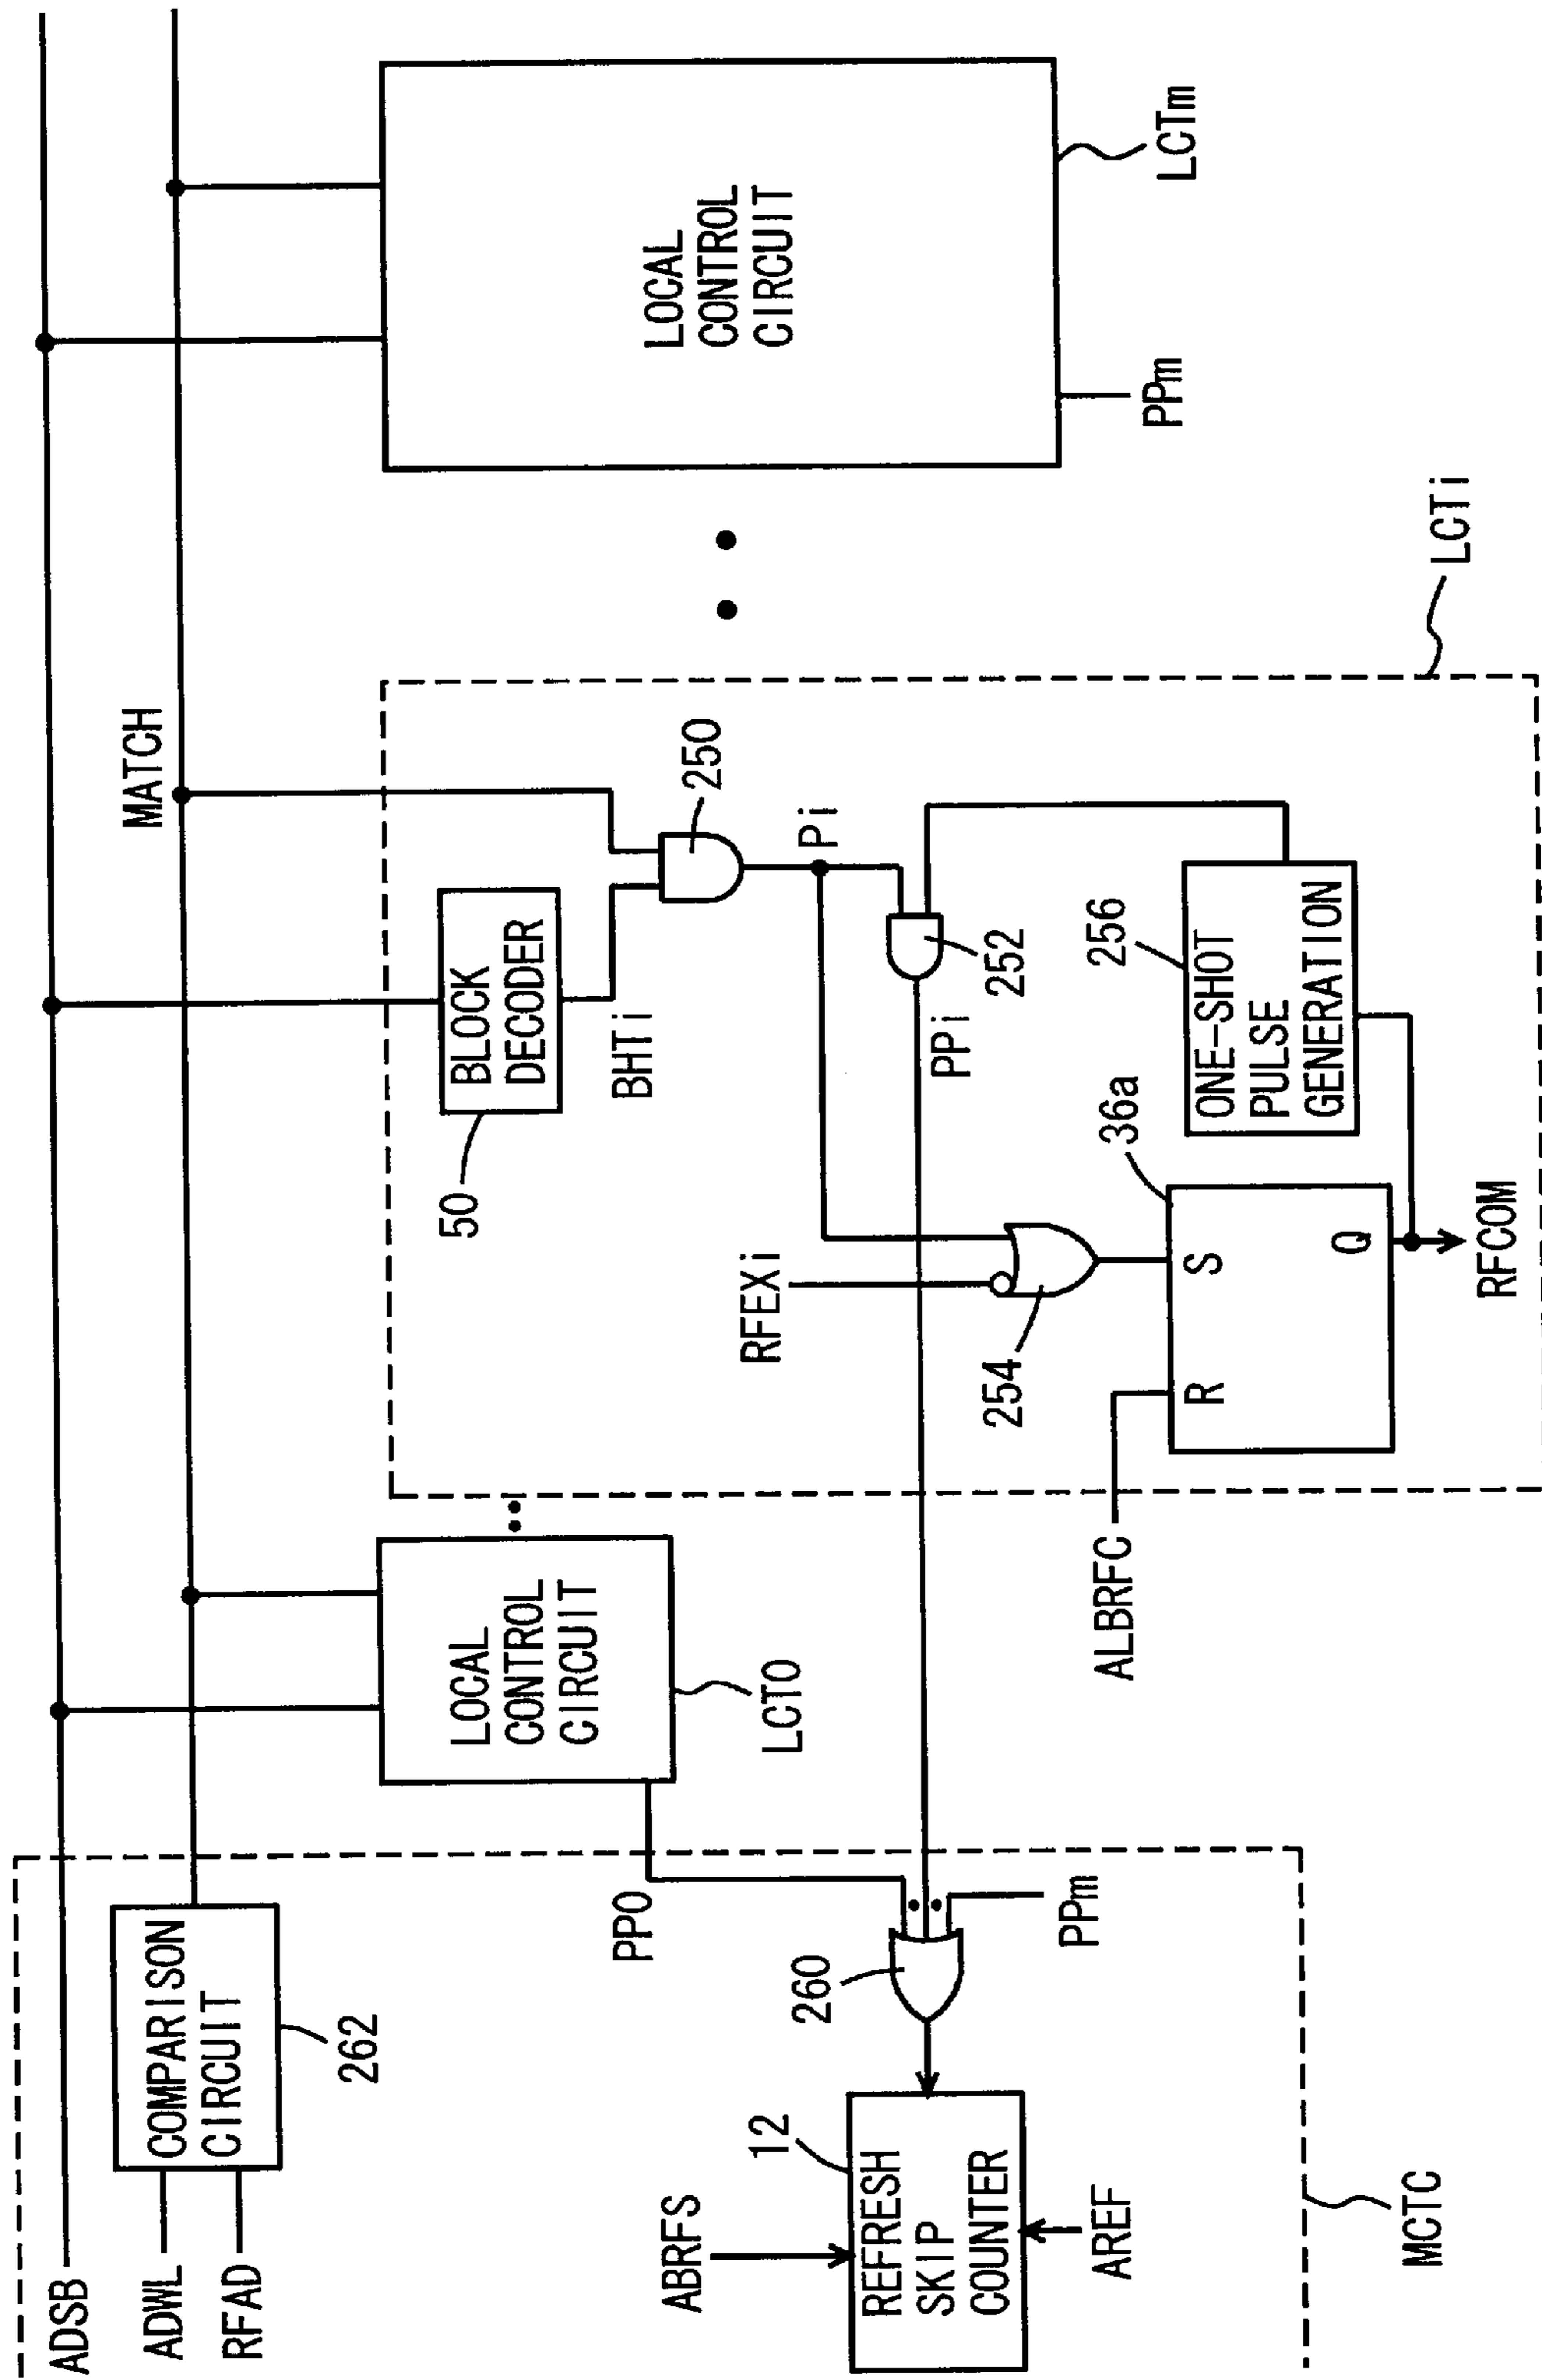 ADSB
ADWL
RFAD
COMPARISON
CIRCUIT
262
MATCH
LOCAL
CONTROL
CIRCUIT
LCT0
PP0
260
PPm
ABRFS
12
REFRESH
SKIP
COUNTER
AREF
MCTC
BLOCK
DECODER
50
BHTi
250
Pi
252
PPi
RFEXi
254
ALBRFC
R
S
Q
36a
RFCOM
256
ONE-SHOT
PULSE
GENERATION
LCTi
LOCAL
CONTROL
CIRCUIT
PPm
LCTm